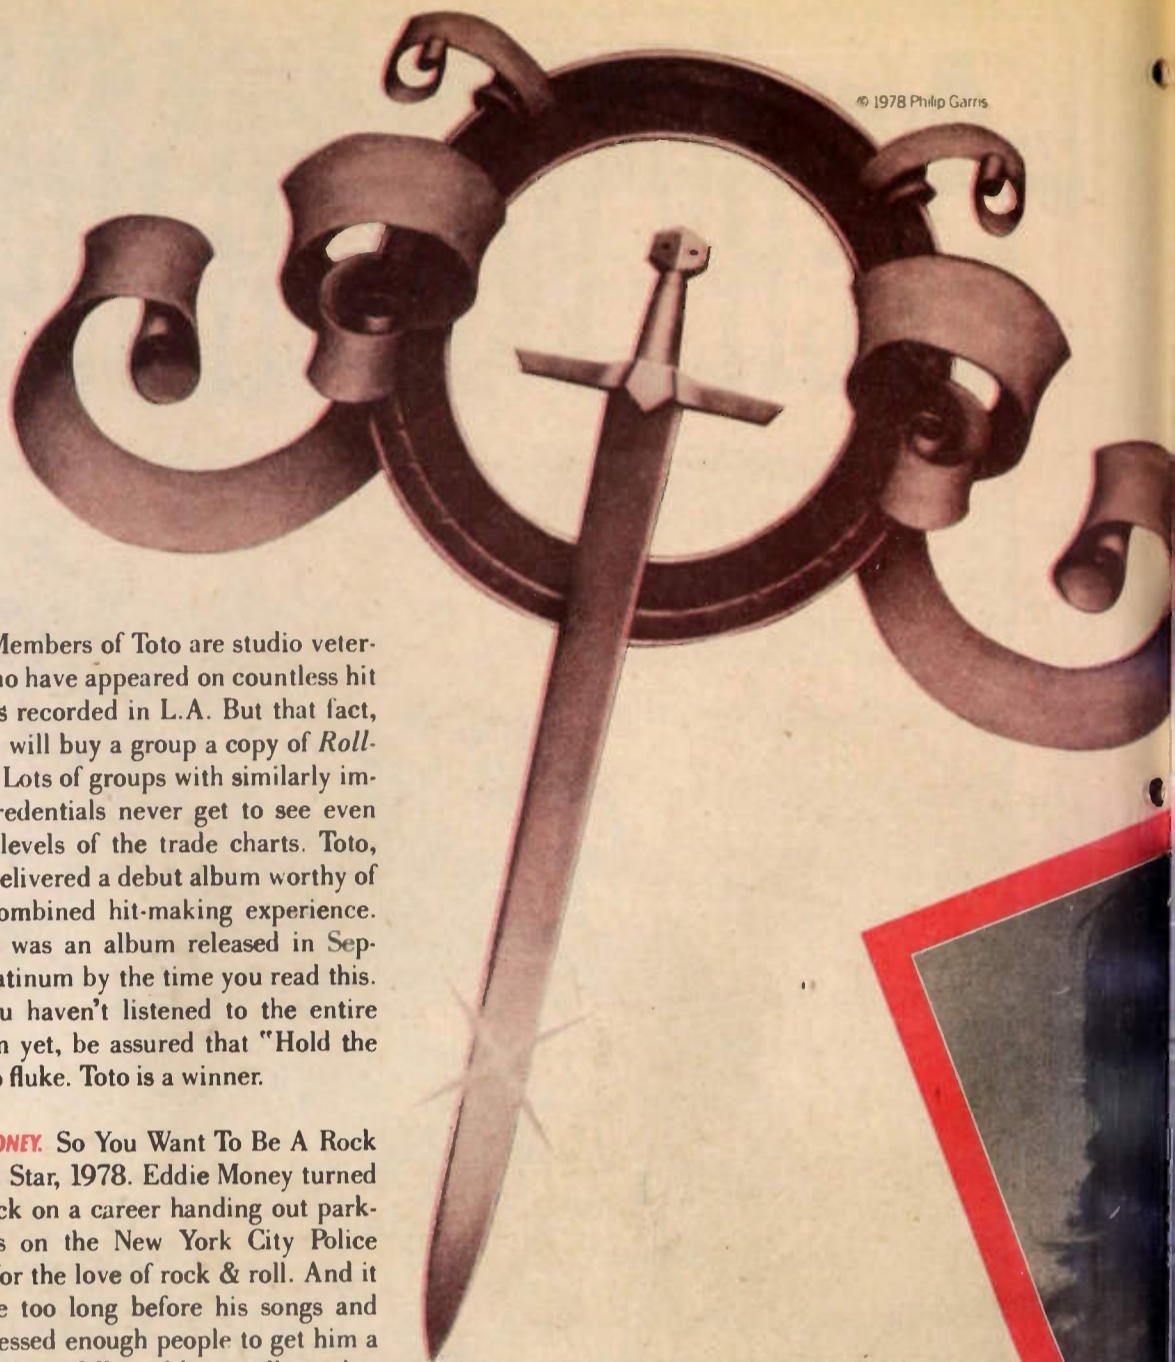 © 1978 Philip Garris
Members of Toto are studio veter-
no have appeared on countless hit
s recorded in L.A. But that fact,
will buy a group a copy of Roll-
Lots of groups with similarly im-
redentials never get to see even
levels of the trade charts. Toto,
elivered a debut album worthy of
ombined hit-making experience.
was an album released in Sep-
atinum by the time you read this.
u haven't listened to the entire
n yet, be assured that "Hold the
o fluke. Toto is a winner.
ONEY. So You Want To Be A Rock
Star, 1978. Eddie Money turned
ck on a career handing out park-
s on the New York City Police
or the love of rock & roll. And it
e too long before his songs and
essed enough people to get him a